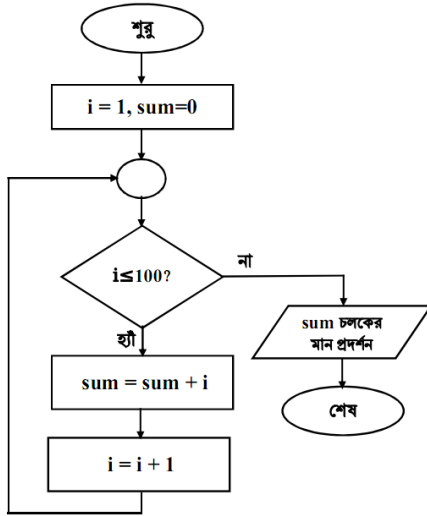 শুরু
i = 1, sum=0
i≤100?
না
হ্যাঁ
sum চলকের
মান প্রদর্শন
sum = sum + i
শেষ
i = i + 1